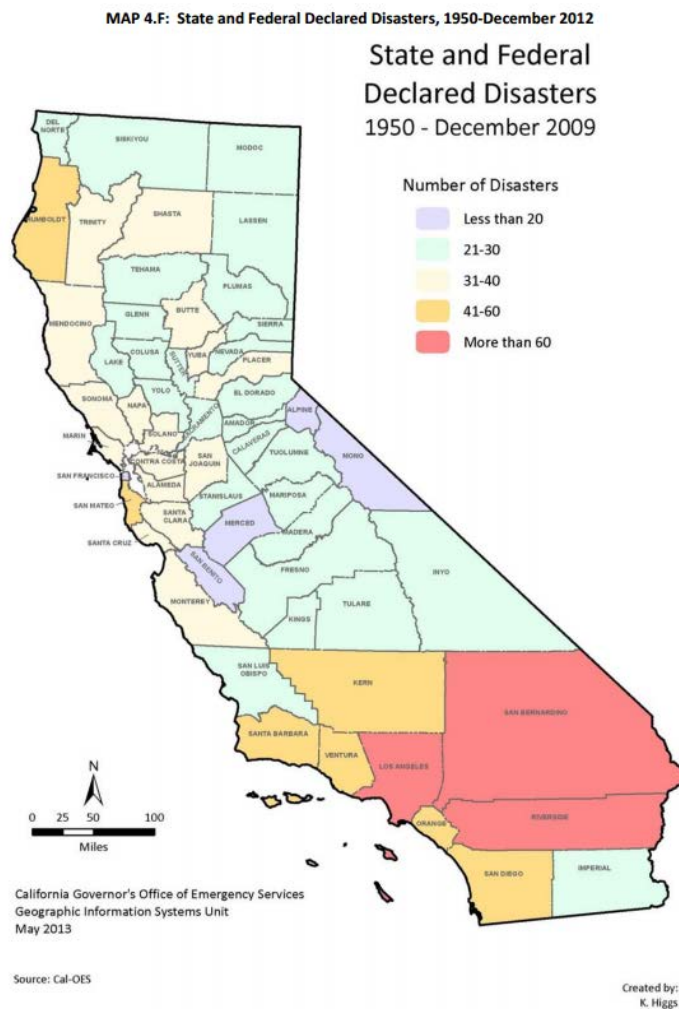 MAP 4.F: State and Federal Declared Disasters, 1950-December 2012
State and Federal
Declared Disasters
1950 - December 2009
Number of Disasters
Less than 20
21-30
31-40
41-60
More than 60
DEL
NORTE
SISKIYOU
MODOC
HUMBOLDT
TRINITY
SHASTA
LASSEN
TEHAMA
PLUMAS
MENDOCINO
GLENN
BUTTE
SIERRA
LAKE
COLUSA
SUTTER
YUBA
NEVADA
PLACER
SONOMA
NAPA
YOLO
SACRAMENTO
EL DORADO
ALPINE
MARIN
SOLANO
AMADOR
CALAVERAS
MONO
SAN FRANCISCO
CONTRA COSTA
SAN
JOAQUIN
TUOLUMNE
ALAMEDA
SAN MATEO
SANTA
CLARA
STANISLAUS
MARIPOSA
SANTA CRUZ
MERCED
MADERA
SAN BENITO
FRESNO
INYO
MONTEREY
KINGS
TULARE
SAN LUIS
OBISPO
KERN
SAN BERNARDINO
SANTA BARBARA
VENTURA
LOS ANGELES
ORANGE
RIVERSIDE
SAN DIEGO
IMPERIAL
N
0 25 50 100
Miles
California Governor's Office of Emergency Services
Geographic Information Systems Unit
May 2013
Source: Cal-OES
Created by:
K. Higgs